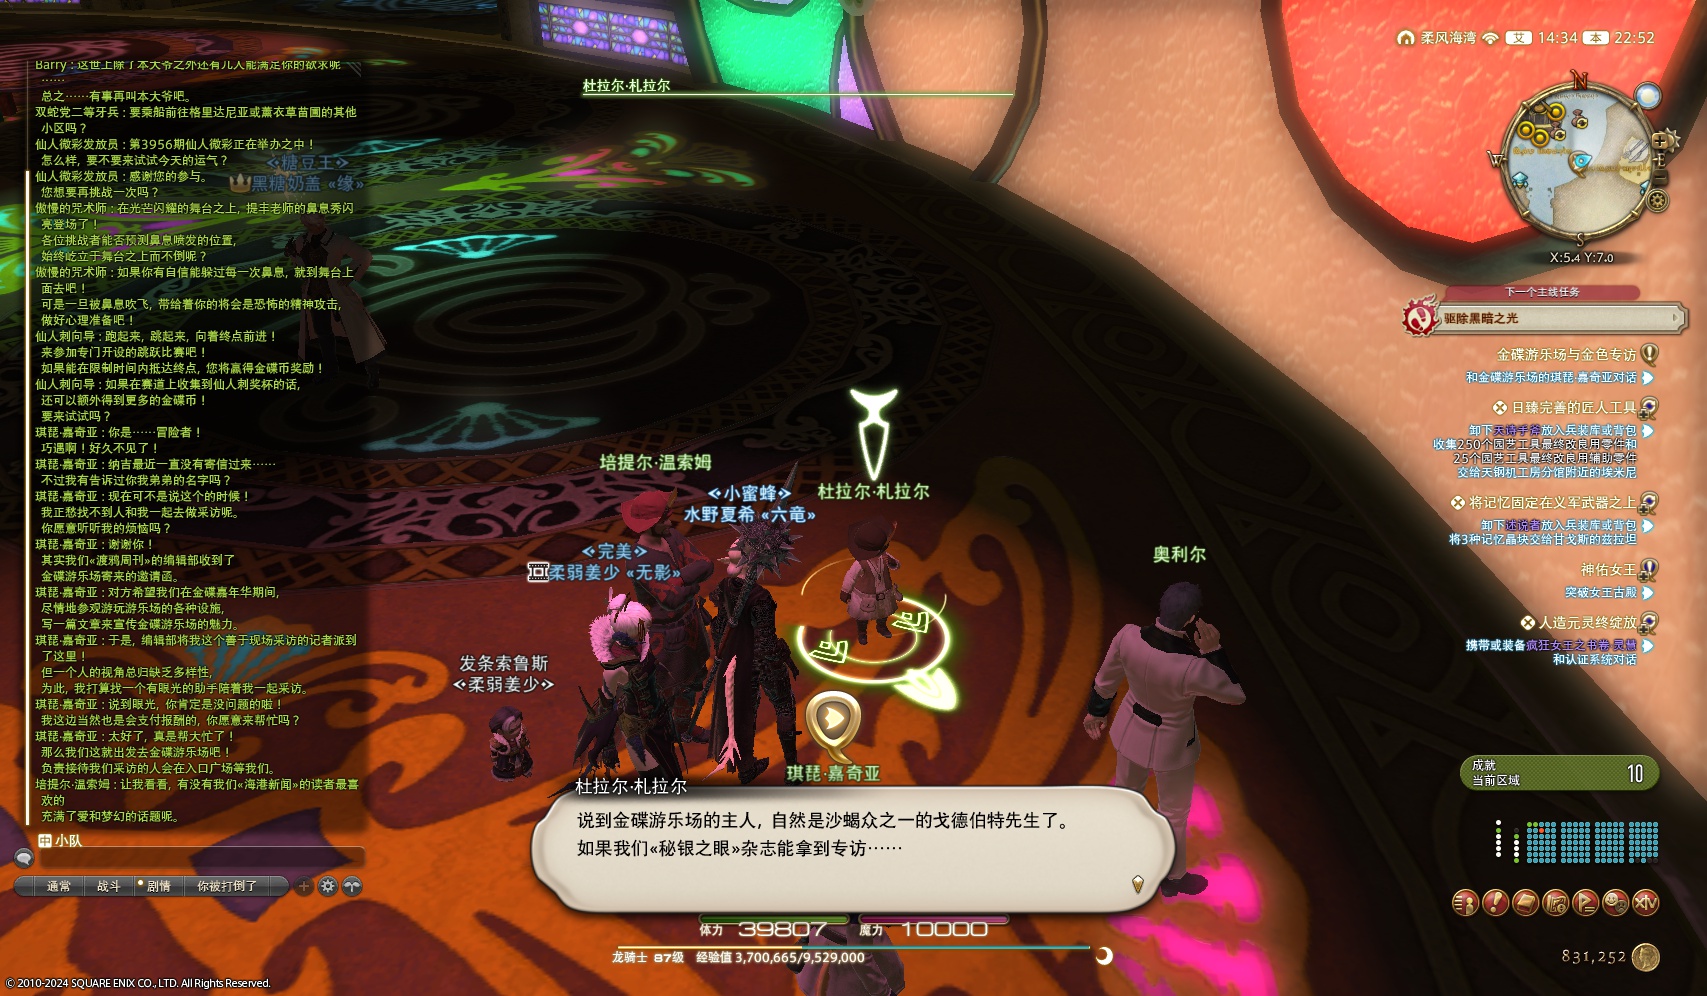 Barry：这世上除了本大爷之外还有几人能满足你的欲求呢
……
总之……有事再叫本大爷吧。
双蛇党二等牙兵：要乘船前往格里达尼亚或薰衣草苗圃的其他
小区吗？
仙人微彩发放员：第3956期仙人微彩正在举办之中！
怎么样, 要不要来试试今天的运气？
仙人微彩发放员：感谢您的参与。
您想要再挑战一次吗？
傲慢的咒术师：在光芒闪耀的舞台之上, 提丰老师的鼻息秀闪
亮登场了！
各位挑战者能否预测鼻息喷发的位置,
始终屹立于舞台之上而不倒呢？
傲慢的咒术师：如果你有自信能躲过每一次鼻息, 就到舞台上
面去吧！
可是一旦被鼻息吹飞, 带给着你的将会是恐怖的精神攻击,
做好心理准备吧！
仙人刺向导：跑起来, 跳起来, 向着终点前进！
来参加专门开设的跳跃比赛吧！
如果能在限制时间内抵达终点, 您将赢得金碟币奖励！
仙人刺向导：如果在赛道上收集到仙人刺奖杯的话,
还可以额外得到更多的金碟币！
要来试试吗？
琪琵·嘉奇亚：你是……冒险者！
巧遇啊！好久不见了！
琪琵·嘉奇亚：纳吉最近一直没有寄信过来……
不过我有告诉过你我弟弟的名字吗？
琪琵·嘉奇亚：现在可不是说这个的时候！
我正愁找不到人和我一起去做采访呢。
你愿意听听我的烦恼吗？
琪琵·嘉奇亚：谢谢你！
其实我们«渡鸦周刊»的编辑部收到了
金碟游乐场寄来的邀请函。
琪琵·嘉奇亚：对方希望我们在金碟嘉年华期间,
尽情地参观游玩游乐场的各种设施,
写一篇文章来宣传金碟游乐场的魅力。
琪琵·嘉奇亚：于是, 编辑部将我这个善于现场采访的记者派到
了这里！
但一个人的视角总归缺乏多样性,
为此, 我打算找一个有眼光的助手陪着我一起采访。
琪琵·嘉奇亚：说到眼光, 你肯定是没问题的啦！
我这边当然也是会支付报酬的, 你愿意来帮忙吗？
琪琵·嘉奇亚：太好了, 真是帮大忙了！
那么我们这就出发去金碟游乐场吧！
负责接待我们采访的人会在入口广场等我们。
培提尔·温索姆：让我看看, 有没有我们«海港新闻»的读者最喜
欢的
充满了爱和梦幻的话题呢。
小队
通常 战斗 剧情 你被打倒了
© 2010-2024 SQUARE ENIX CO., LTD. All Rights Reserved.
«糖豆王»
黑糖奶盖 «缘»
杜拉尔·札拉尔
培提尔·温索姆
«小蜜蜂»
水野夏希 «六竜»
杜拉尔·札拉尔
«完美»
柔弱姜少 «无影»
奥利尔
发条索鲁斯
«柔弱姜少»
琪琵·嘉奇亚
杜拉尔·札拉尔
说到金碟游乐场的主人, 自然是沙蝎众之一的戈德伯特先生了。
如果我们«秘银之眼»杂志能拿到专访……
体力 39807 魔力 10000
龙骑士 87级 经验值 3,700,665/9,529,000
柔风海湾 艾 14:34 本 22:52
N
W
E
S
X:5.4 Y:7.0
下一个主线任务
驱除黑暗之光
金碟游乐场与金色专访
和金碟游乐场的琪琵·嘉奇亚对话
日臻完善的匠人工具
卸下天诗手斧放入兵装库或背包
收集250个园艺工具最终改良用零件和
25个园艺工具最终改良用辅助零件
交给天钢机工房分馆附近的埃米尼
将记忆固定在义军武器之上
卸下述说者放入兵装库或背包
将3种记忆晶块交给甘戈斯的兹拉坦
神佑女王
突破女王古殿
人造元灵终绽放
携带或装备疯狂女王之书卷·灵慧
和认证系统对话
成就
当前区域
10
XIV
831,252